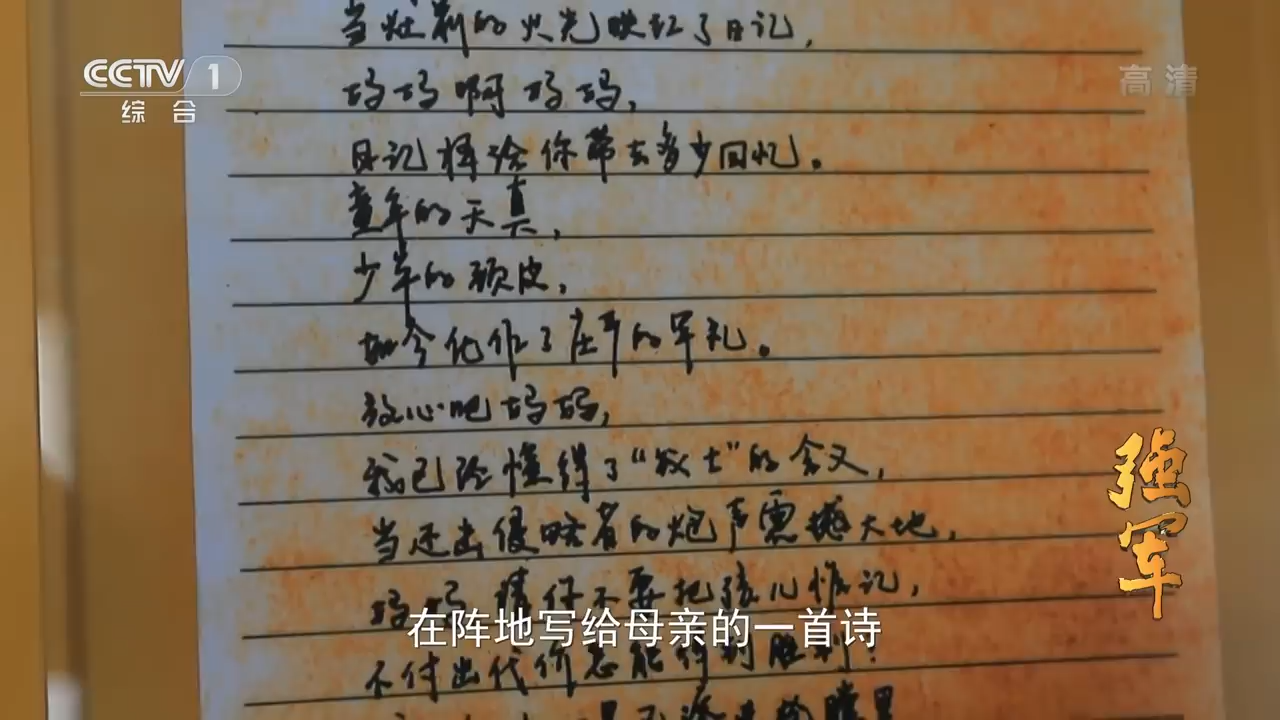 当灶前的火光映红了日记，
CCTV 1
综合
高清
妈妈啊妈妈，
日记将给你带去多少回忆。
童年的天真，
少年的顽皮，
如今化作了庄严的军礼。
放心吧妈妈，
我已经懂得了“战士”的含义，
当还击侵略者的炮声震撼大地，
妈妈请你不要把孩儿惦记，
不付出代价怎能得到胜利！
强军
在阵地写给母亲的一首诗